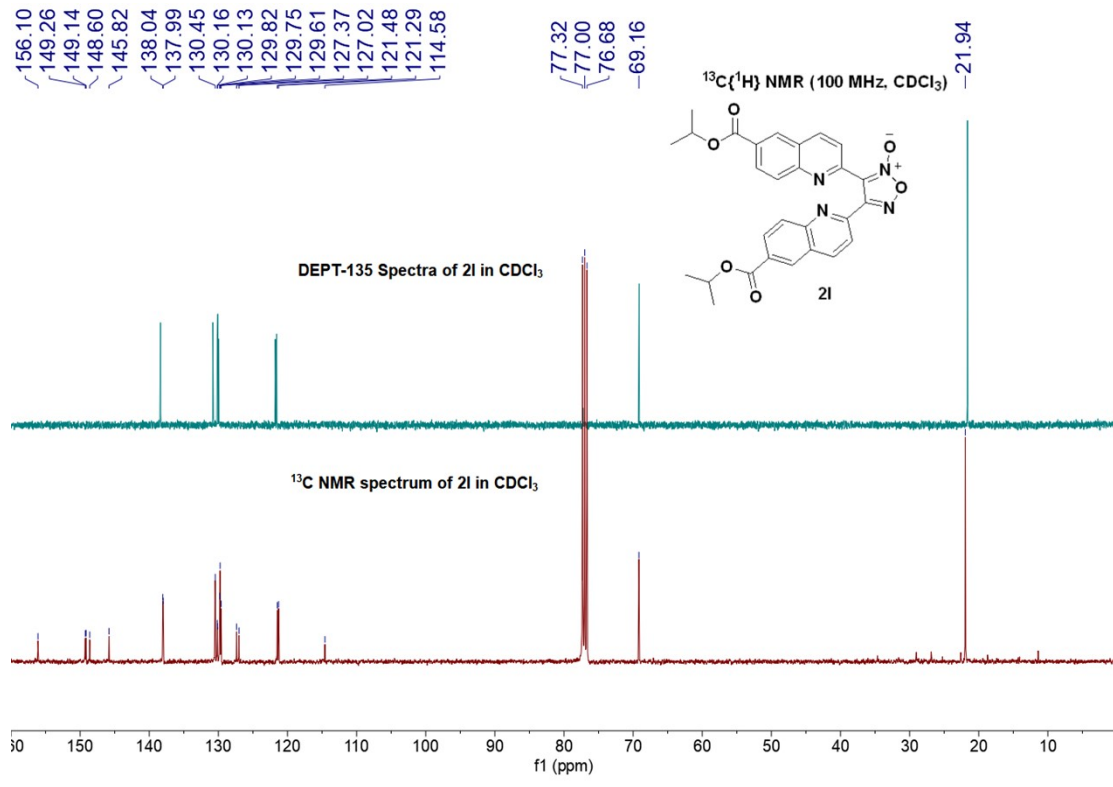 156.10
149.26
149.14
148.60
145.82
138.04
137.99
130.45
130.16
130.13
129.82
129.75
129.61
127.37
127.02
121.48
121.29
114.58
77.32
77.00
76.68
69.16
21.94
¹³C{¹H} NMR (100 MHz, CDCl₃)
O
O
N
N
O
N
+
O
−
N
O
O
2l
DEPT-135 Spectra of 2l in CDCl₃
¹³C NMR spectrum of 2l in CDCl₃
150 140 130 120 110 100 90 80 70 60 50 40 30 20 10
f1 (ppm)